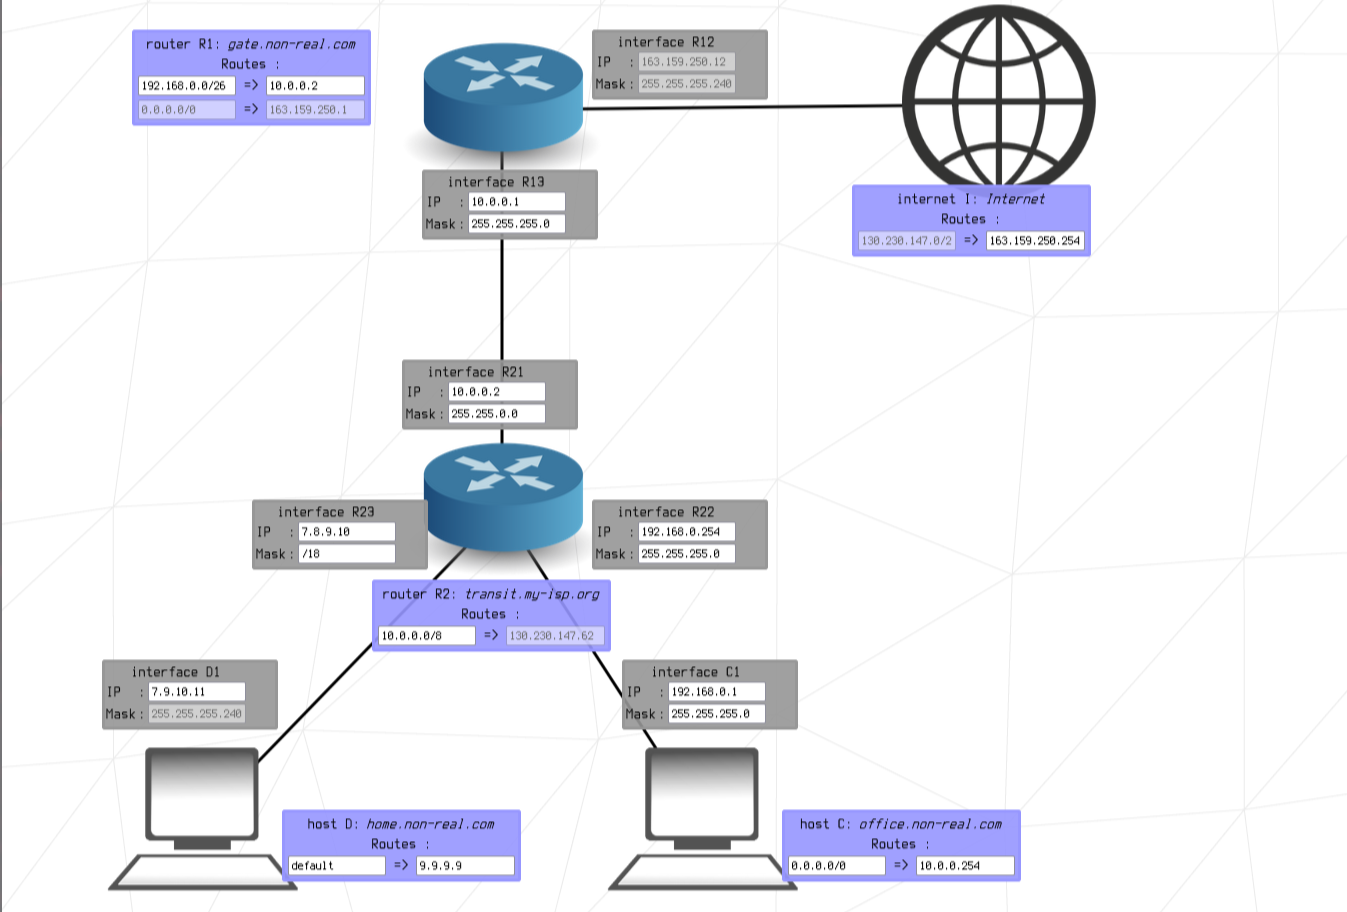 router R1: gate.non-real.com
Routes :
192.168.0.0/26 => 10.0.0.2
0.0.0.0/0 => 163.159.250.1
interface R12
IP : 163.159.250.12
Mask : 255.255.255.240
interface R13
IP : 10.0.0.1
Mask : 255.255.255.0
internet I: Internet
Routes :
130.230.147.0/2 => 163.159.250.254
interface R21
IP : 10.0.0.2
Mask : 255.255.0.0
interface R23
IP : 7.8.9.10
Mask : /18
interface R22
IP : 192.168.0.254
Mask : 255.255.255.0
router R2: transit.my-isp.org
Routes :
10.0.0.0/8 => 130.230.147.62
interface D1
IP : 7.9.10.11
Mask : 255.255.255.240
interface C1
IP : 192.168.0.1
Mask : 255.255.255.0
host D: home.non-real.com
Routes :
default => 9.9.9.9
host C: office.non-real.com
Routes :
0.0.0.0/0 => 10.0.0.254